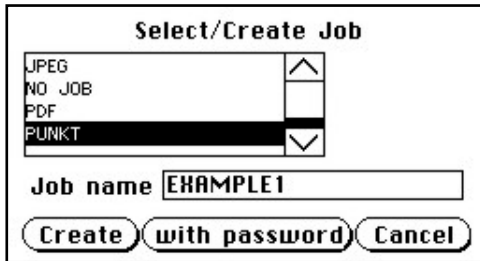 Select/Create Job
JPEG
NO JOB
PDF
PUNKT
Job name EXAMPLE1
Create with password Cancel